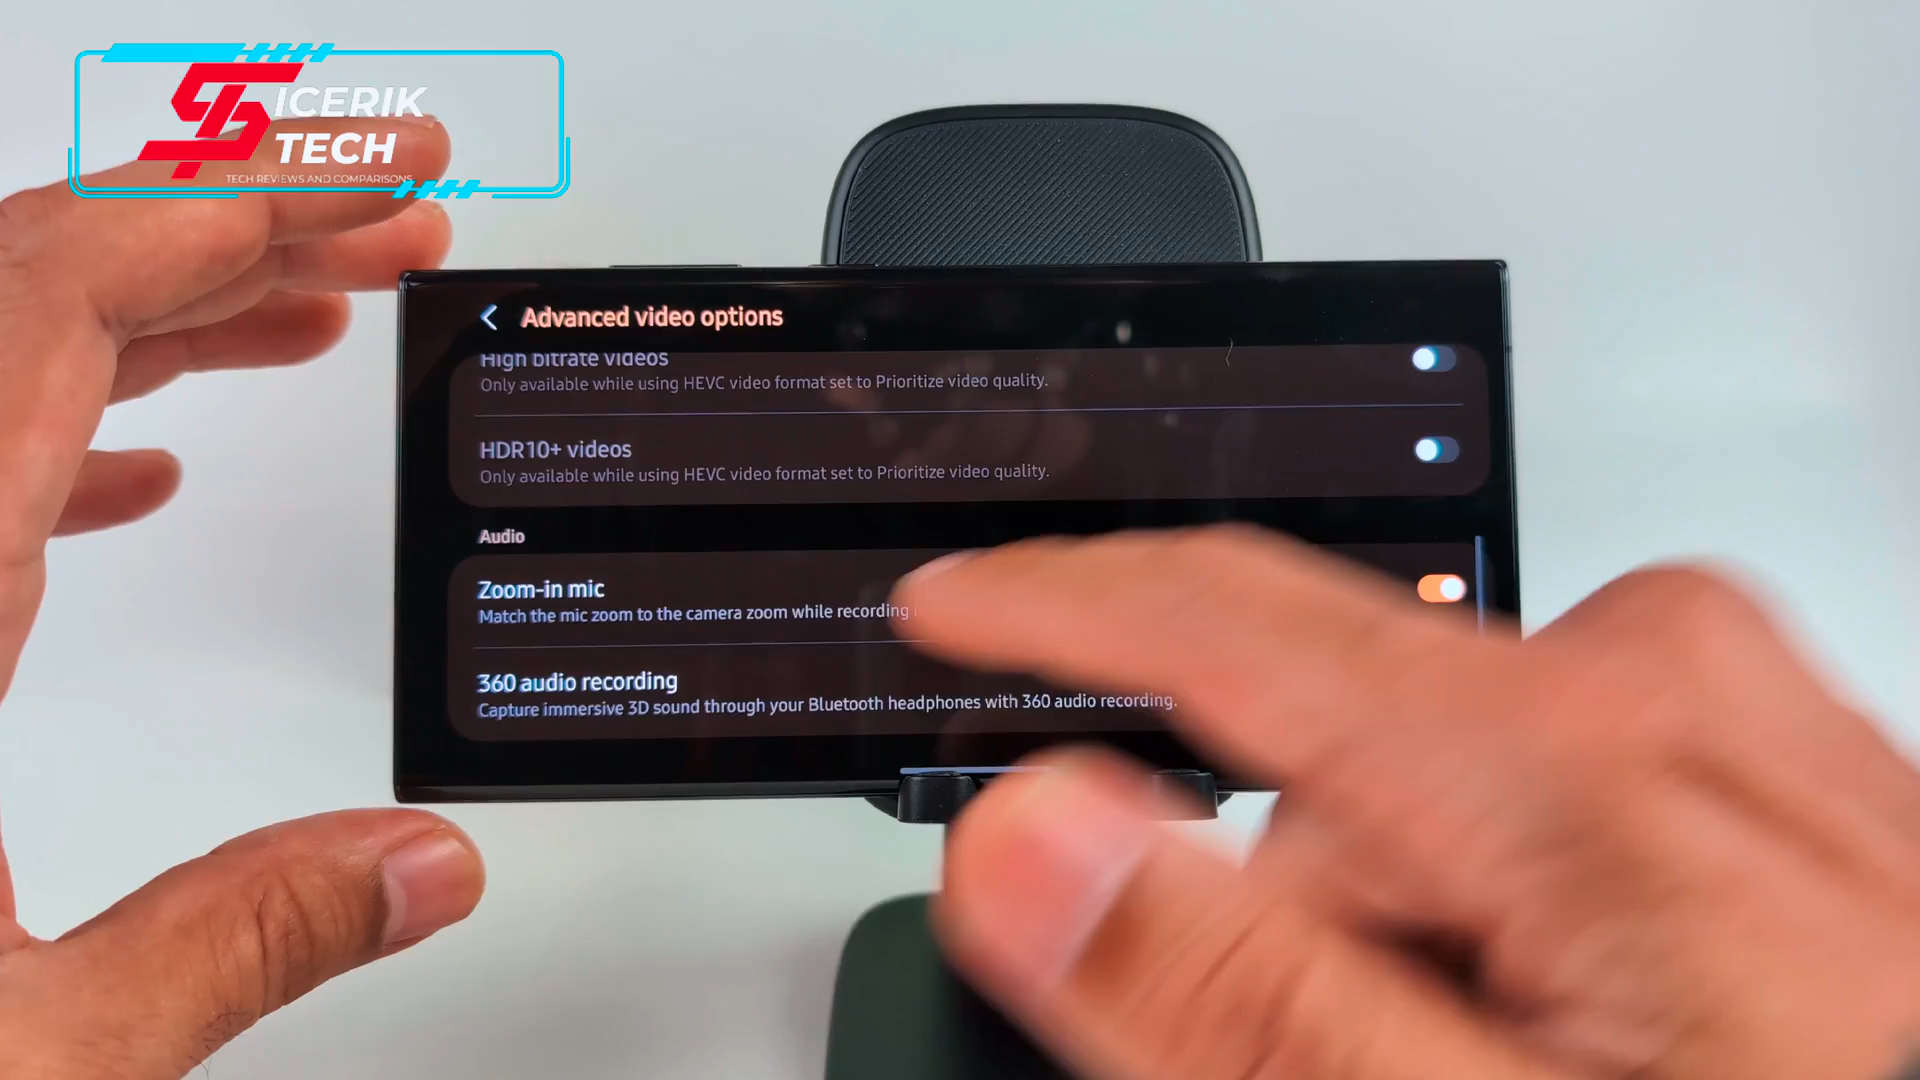 ICERIK
TECH
TECH REVIEWS AND COMPARISONS
Advanced video options
High bitrate videos
Only available while using HEVC video format set to Prioritize video quality.
HDR10+ videos
Only available while using HEVC video format set to Prioritize video quality.
Audio
Zoom-in mic
Match the mic zoom to the camera zoom while recording
360 audio recording
Capture immersive 3D sound through your Bluetooth headphones with 360 audio recording.